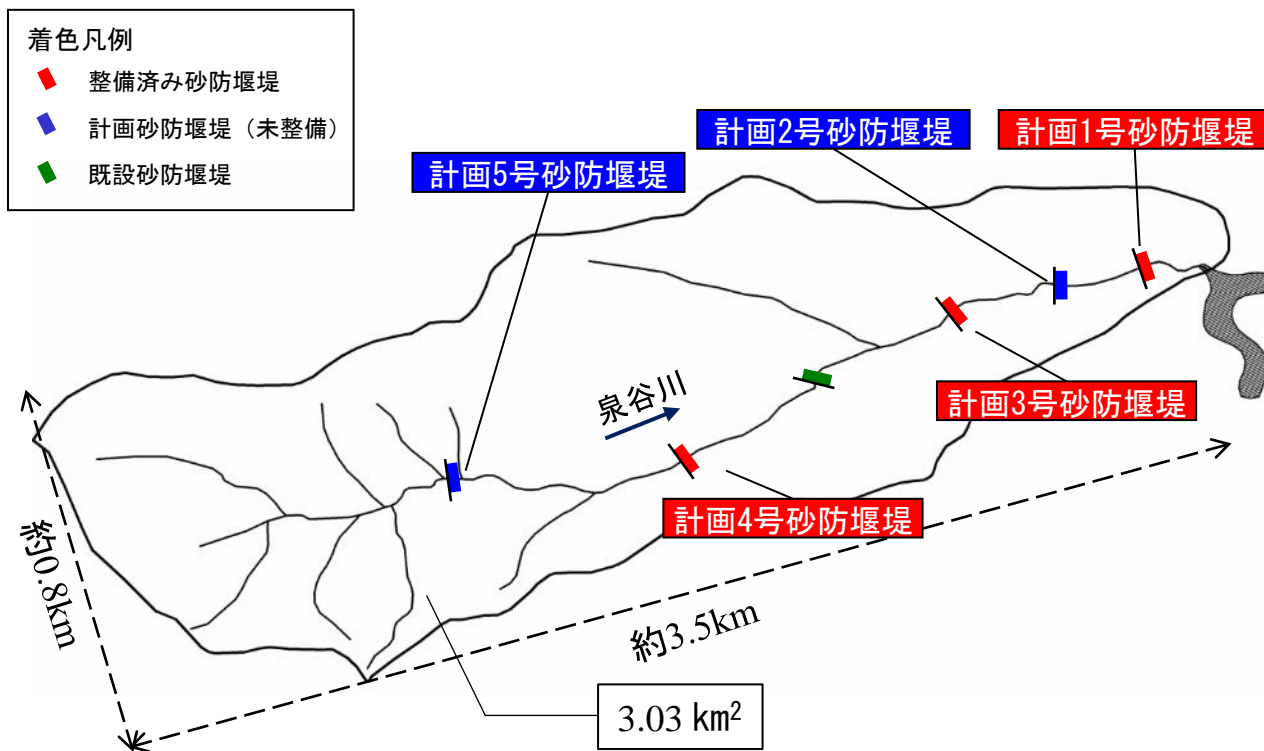 着色凡例
整備済み砂防堰堤
計画砂防堰堤（未整備）
既設砂防堰堤
計画2号砂防堰堤
計画1号砂防堰堤
計画5号砂防堰堤
泉谷川
計画3号砂防堰堤
計画4号砂防堰堤
約0.8km
約3.5km
3.03 km²